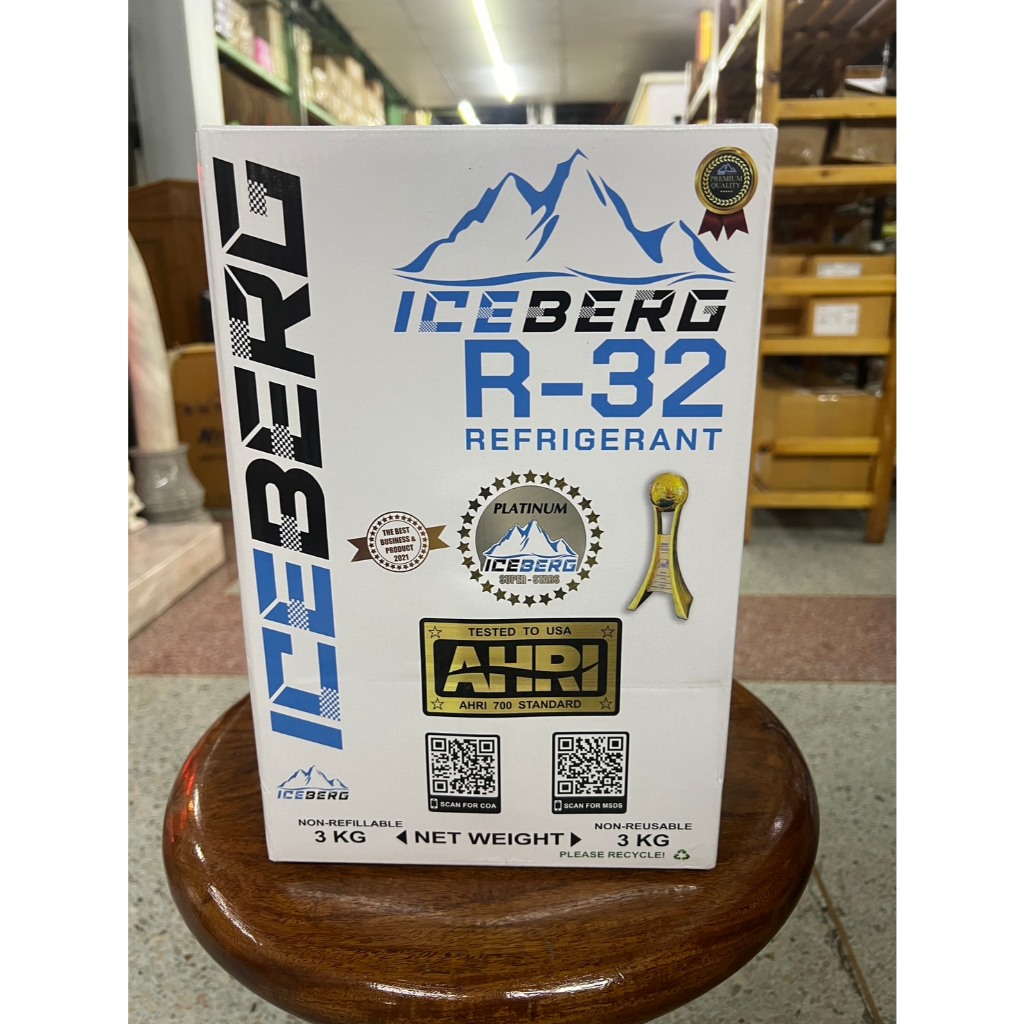 ICEBERG
PREMIUM
QUALITY
ICEBERG
R-32
REFRIGERANT
THE BEST
BUSINESS &
PRODUCT
2021
PLATINUM
ICEBERG
SUPER - STARS
TESTED TO USA
AHRI
AHRI 700 STANDARD
SCAN FOR COA
SCAN FOR MSDS
ICEBERG
NON-REFILLABLE
3 KG
NET WEIGHT
NON-REUSABLE
3 KG
PLEASE RECYCLE!